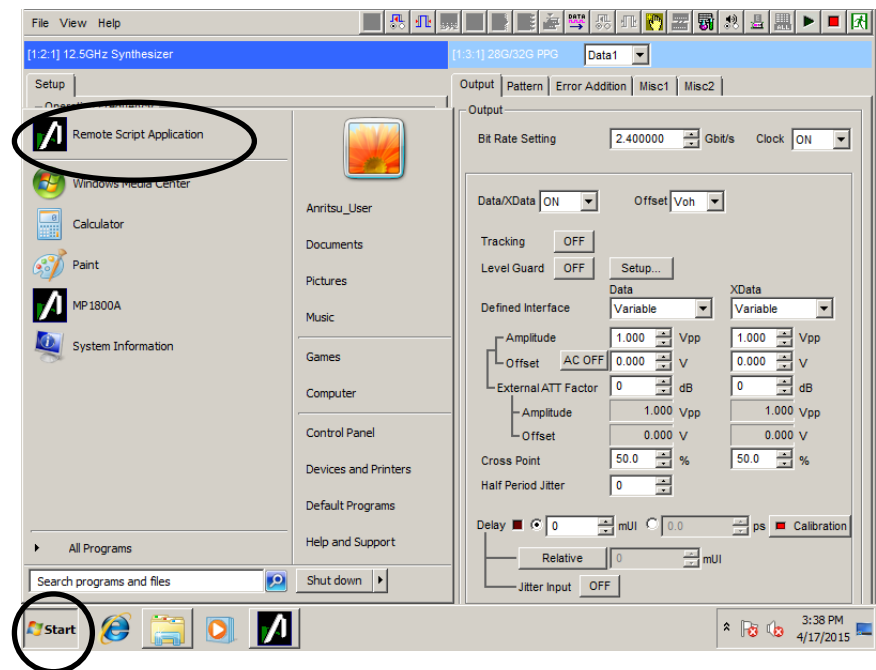 File View Help
[1:2:1] 12.5GHz Synthesizer
[1:3:1] 28G/32G PPG Data1
Setup
Output Pattern Error Addition Misc1 Misc2
Remote Script Application
Windows Media Center
Calculator
Paint
MP1800A
System Information
All Programs
Search programs and files
Anritsu_User
Documents
Pictures
Music
Games
Computer
Control Panel
Devices and Printers
Default Programs
Help and Support
Shut down
Output
Bit Rate Setting 2.400000 Gbit/s Clock ON
Data/XData ON Offset Voh
Tracking OFF
Level Guard OFF Setup...
Data XData
Defined Interface Variable Variable
Amplitude 1.000 Vpp 1.000 Vpp
Offset AC OFF 0.000 V 0.000 V
External ATT Factor 0 dB 0 dB
Amplitude 1.000 Vpp 1.000 Vpp
Offset 0.000 V 0.000 V
Cross Point 50.0 % 50.0 %
Half Period Jitter 0
Delay 0 mUI 0.0 ps Calibration
Relative 0 mUI
Jitter Input OFF
Start
3:38 PM
4/17/2015